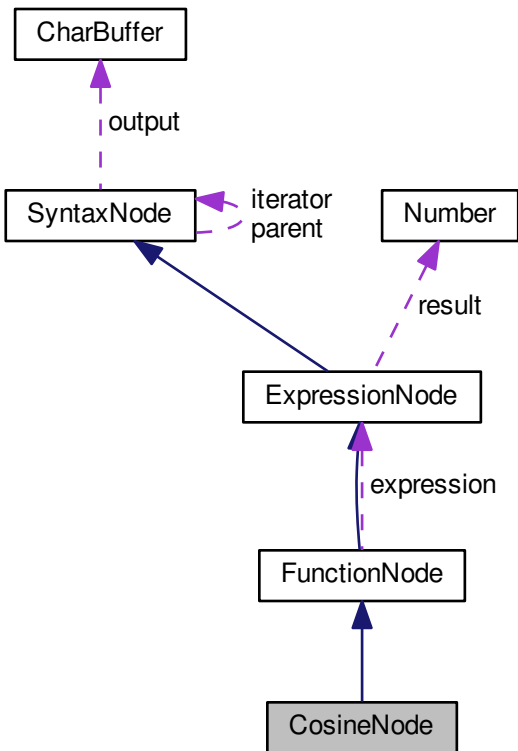 CharBuffer
output
SyntaxNode
iterator
parent
Number
result
ExpressionNode
expression
FunctionNode
CosineNode